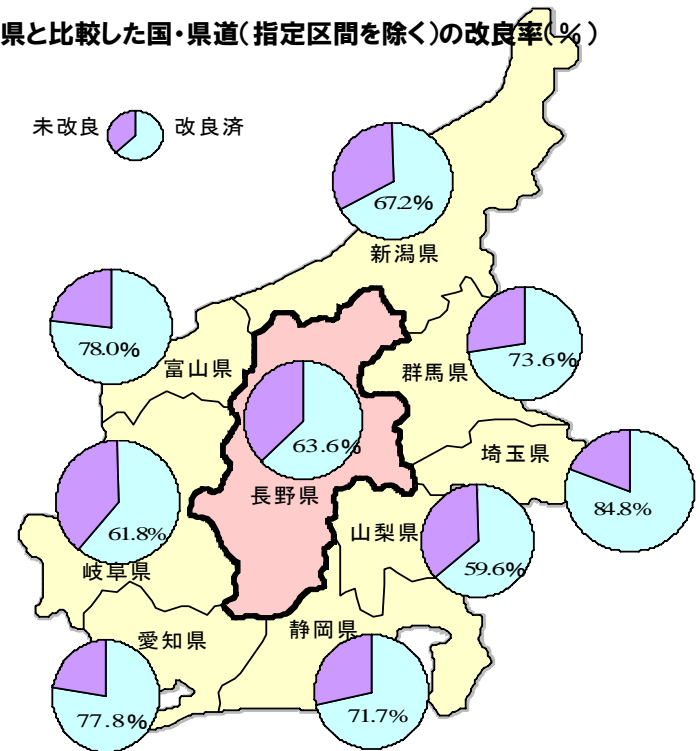 県と比較した国・県道(指定区間を除く)の改良率(%)
未改良 改良済
67.2%
新潟県
78.0%
富山県
73.6%
群馬県
63.6%
長野県
埼玉県
84.8%
61.8%
岐阜県
山梨県
59.6%
愛知県
静岡県
77.8%
71.7%